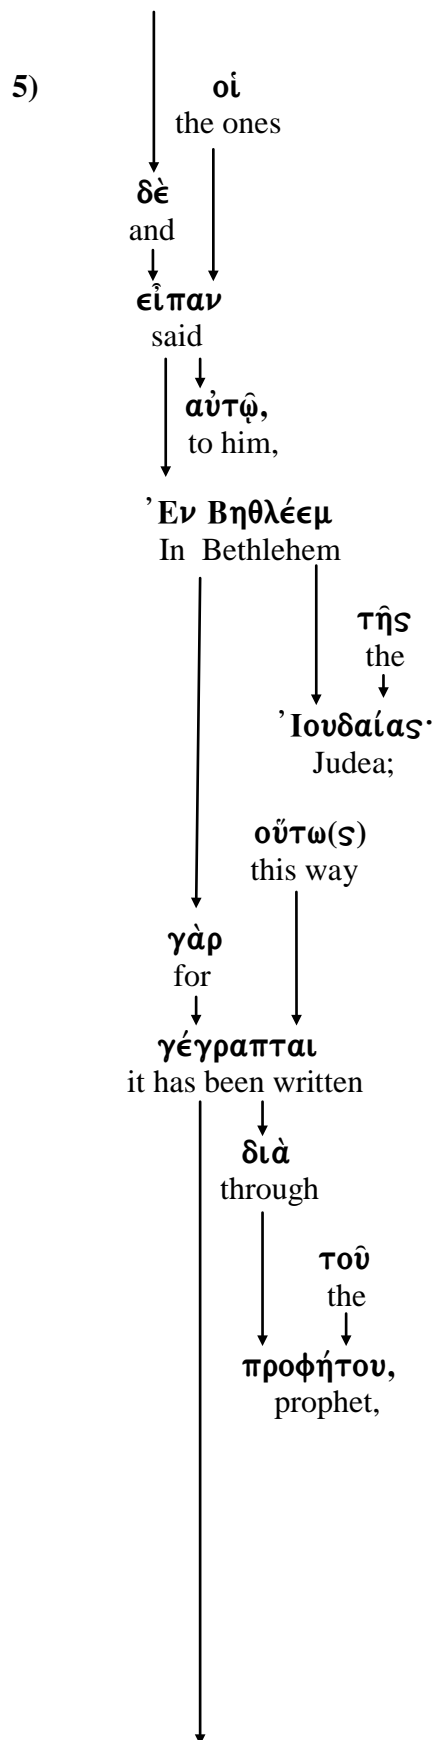 5) οἱ
the ones
δὲ
and
εἶπαν
said
αὐτῷ,
to him,
Ἐν Βηθλέεμ
In Bethlehem
τῆς
the
Ἰουδαίας·
Judea;
οὕτω(ς)
this way
γὰρ
for
γέγραπται
it has been written
διὰ
through
τοῦ
the
προφήτου,
prophet,